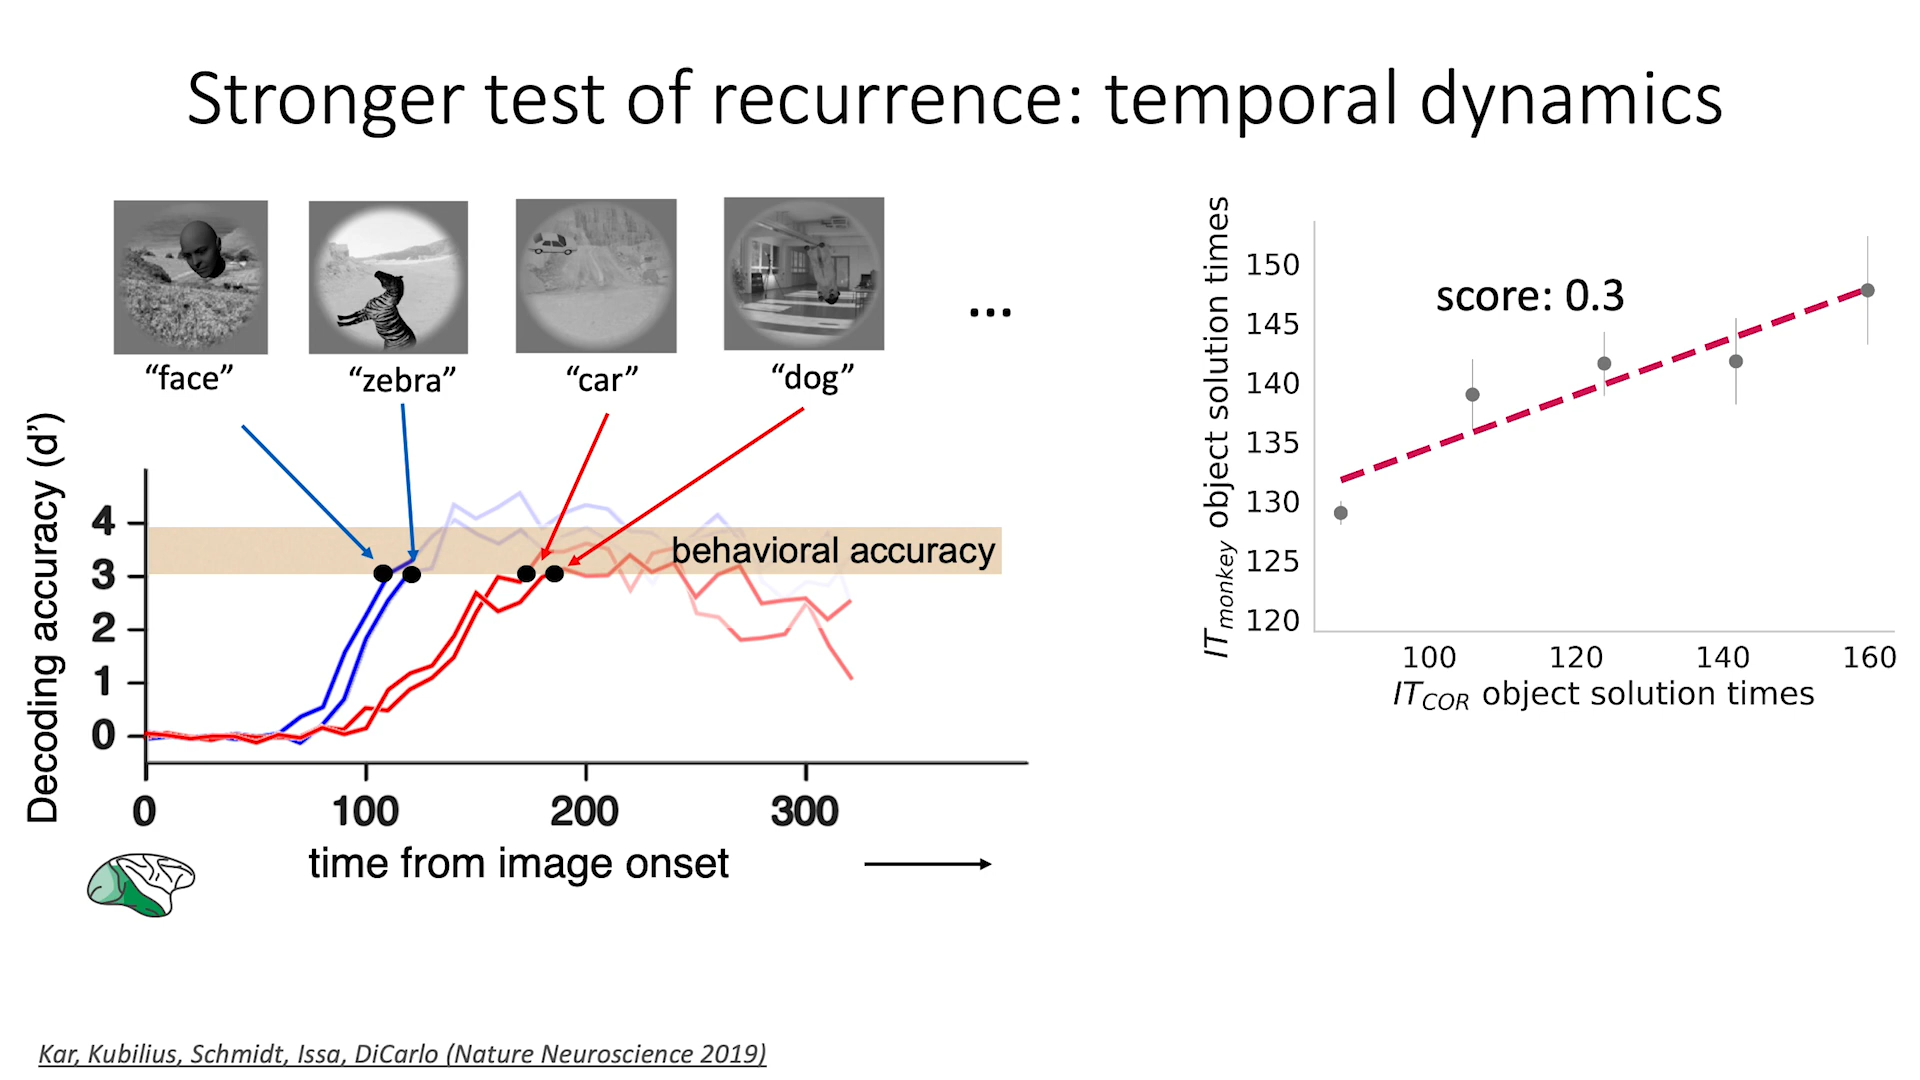 Stronger test of recurrence: temporal dynamics
“face”
“zebra”
“car”
“dog”
...
Decoding accuracy (d’)
4
3
2
1
0
behavioral accuracy
0 100 200 300
time from image onset
score: 0.3
ITmonkey object solution times
150
145
140
135
130
125
120
100 120 140 160
ITCOR object solution times
Kar, Kubilius, Schmidt, Issa, DiCarlo (Nature Neuroscience 2019)